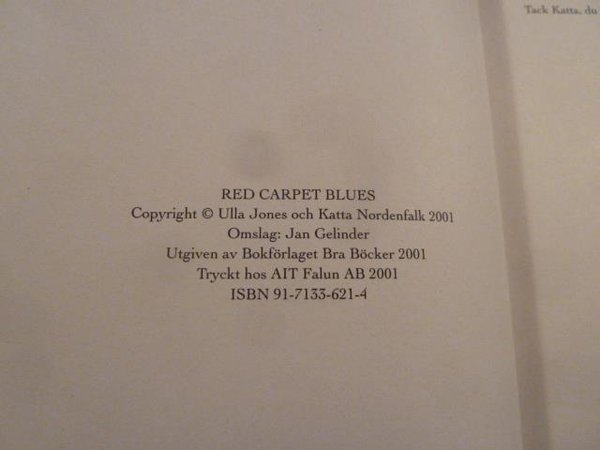 RED CARPET BLUES
Copyright © Ulla Jones och Katta Nordenfalk 2001
Omslag: Jan Gelinder
Utgiven av Bokförlaget Bra Böcker 2001
Tryckt hos AIT Falun AB 2001
ISBN 91-7133-621-4
Tack Katta, du